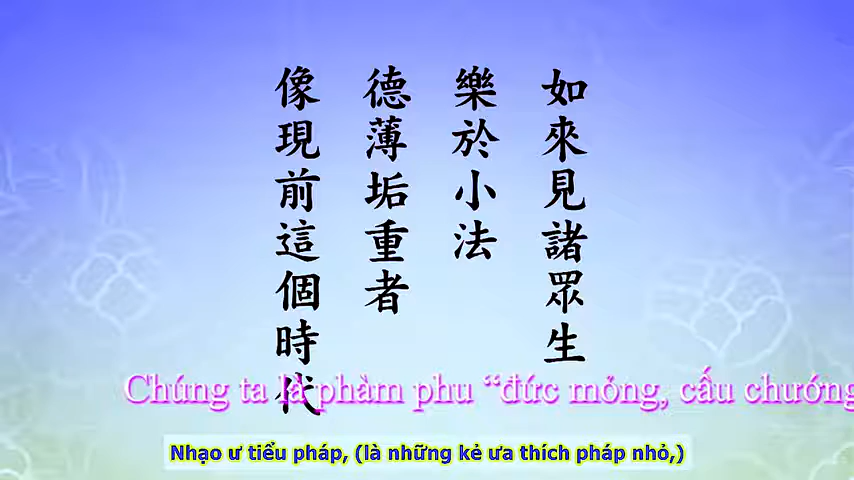 如來見諸眾生
樂於小法
德薄垢重者
像現前這個時代
Chúng ta là phàm phu “đức mỏng, cấu chướng
Nhạo ư tiểu pháp, (là những kẻ ưa thích pháp nhỏ,)